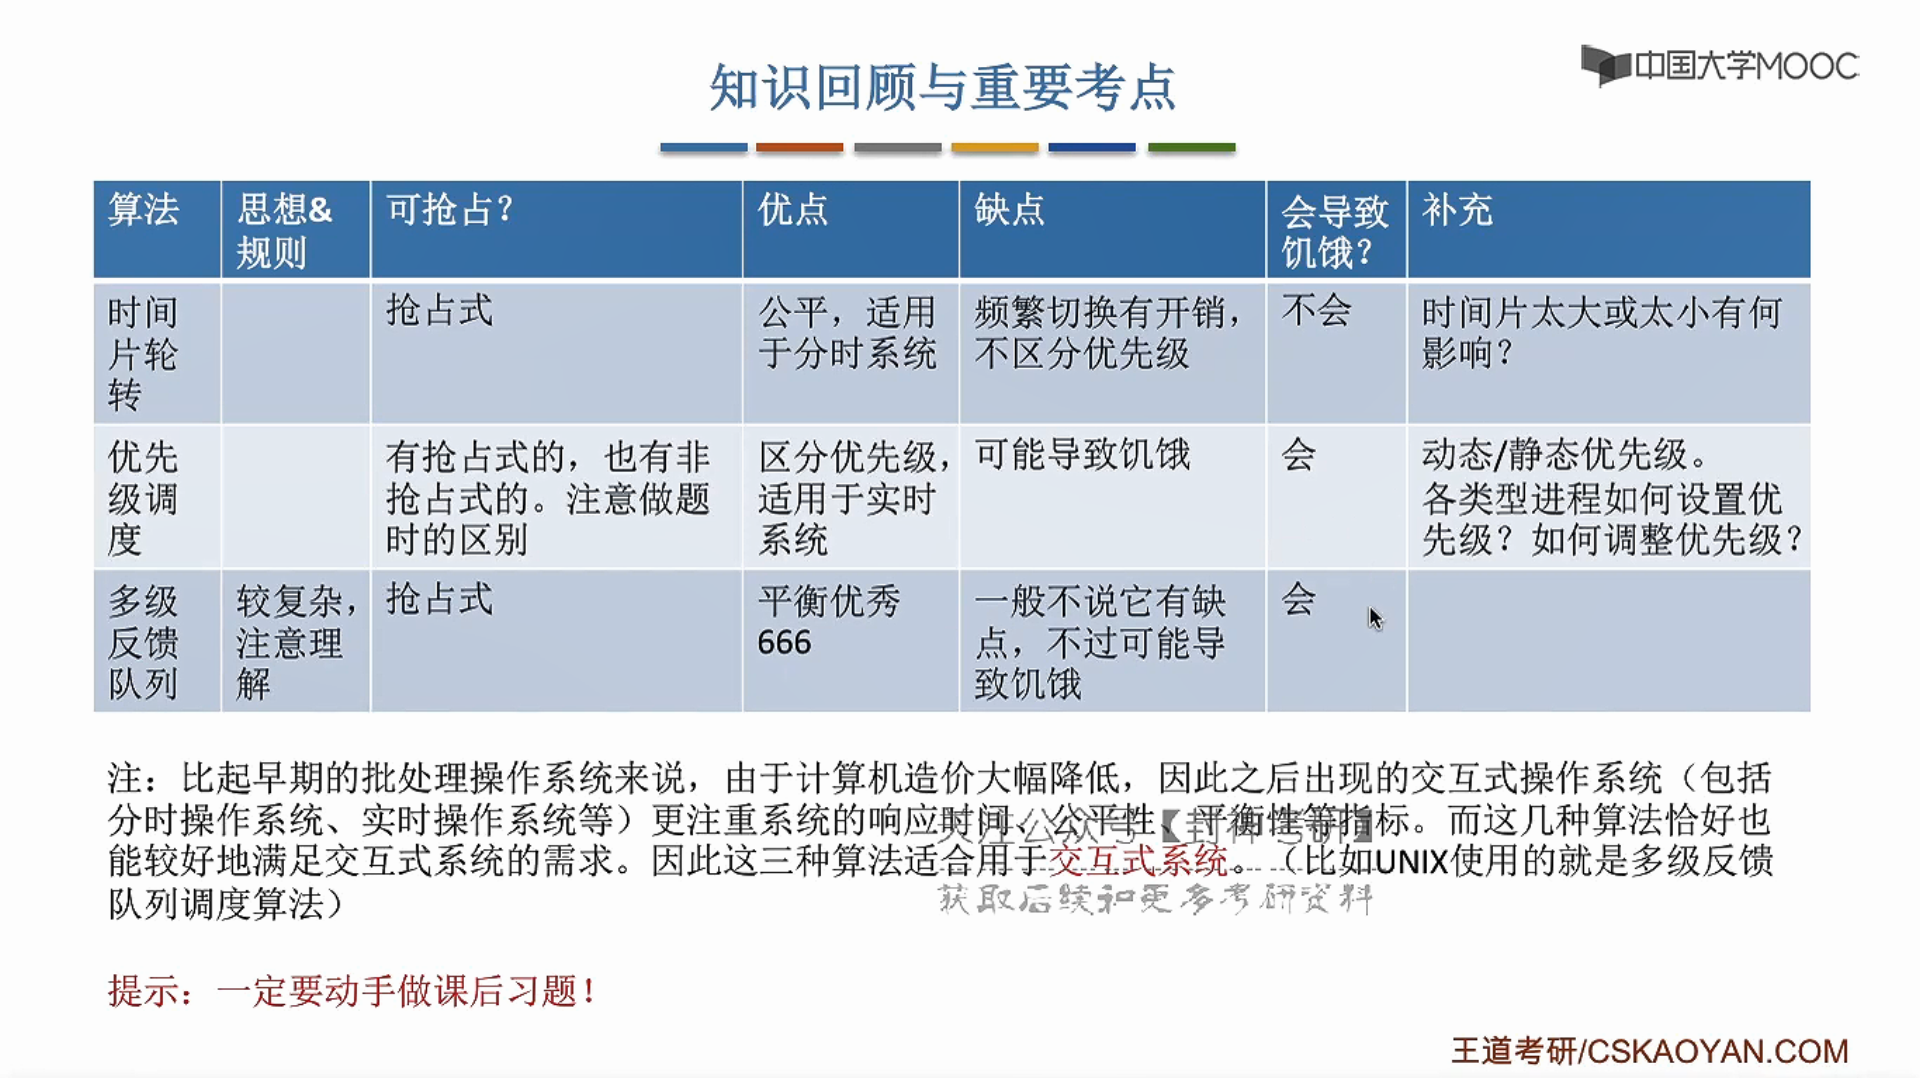 知识回顾与重要考点
中国大学MOOC
算法
思想&
规则
可抢占？
优点
缺点
会导致
饥饿？
补充
时间
片轮
转
抢占式
公平，适用
于分时系统
频繁切换有开销，
不区分优先级
不会
时间片太大或太小有何
影响？
优先
级调
度
有抢占式的，也有非
抢占式的。注意做题
时的区别
区分优先级，
适用于实时
系统
可能导致饥饿
会
动态/静态优先级。
各类型进程如何设置优
先级？如何调整优先级？
多级
反馈
队列
较复杂，
注意理
解
抢占式
平衡优秀
666
一般不说它有缺
点，不过可能导
致饥饿
会
注：比起早期的批处理操作系统来说，由于计算机造价大幅降低，因此之后出现的交互式操作系统（包括
分时操作系统、实时操作系统等）更注重系统的响应时间、公平性、平衡性等指标。而这几种算法恰好也
能较好地满足交互式系统的需求。因此这三种算法适合用于交互式系统。（比如UNIX使用的就是多级反馈
队列调度算法）
关注公众号【封神考研】
获取后续和更多考研资料
提示：一定要动手做课后习题！
王道考研/CSKAOYAN.COM